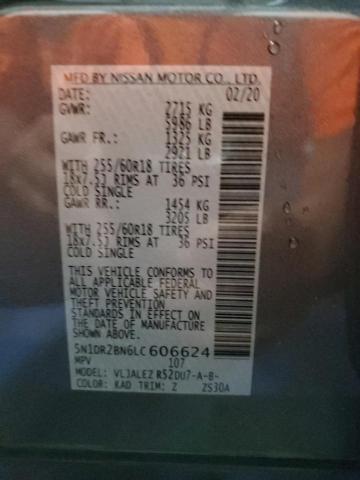 MFD BY NISSAN MOTOR CO., LTD.
DATE: 02/20
GVWR: 2715 KG
5986 LB
GAWR FR.: 1325 KG
2921 LB
WITH 255/60R18 TIRES
18x7.5J RIMS AT 36 PSI
COLD SINGLE
GAWR RR.: 1454 KG
3205 LB
WITH 255/60R18 TIRES
18x7.5J RIMS AT 36 PSI
COLD SINGLE
THIS VEHICLE CONFORMS TO
ALL APPLICABLE FEDERAL
MOTOR VEHICLE SAFETY AND
THEFT PREVENTION
STANDARDS IN EFFECT ON
THE DATE OF MANUFACTURE
SHOWN ABOVE.
5N1DR2BN6LC606624
MPV 107
MODEL: VLJALEZ R52DU7-A-B-
COLOR: KAD TRIM: Z 2S30A